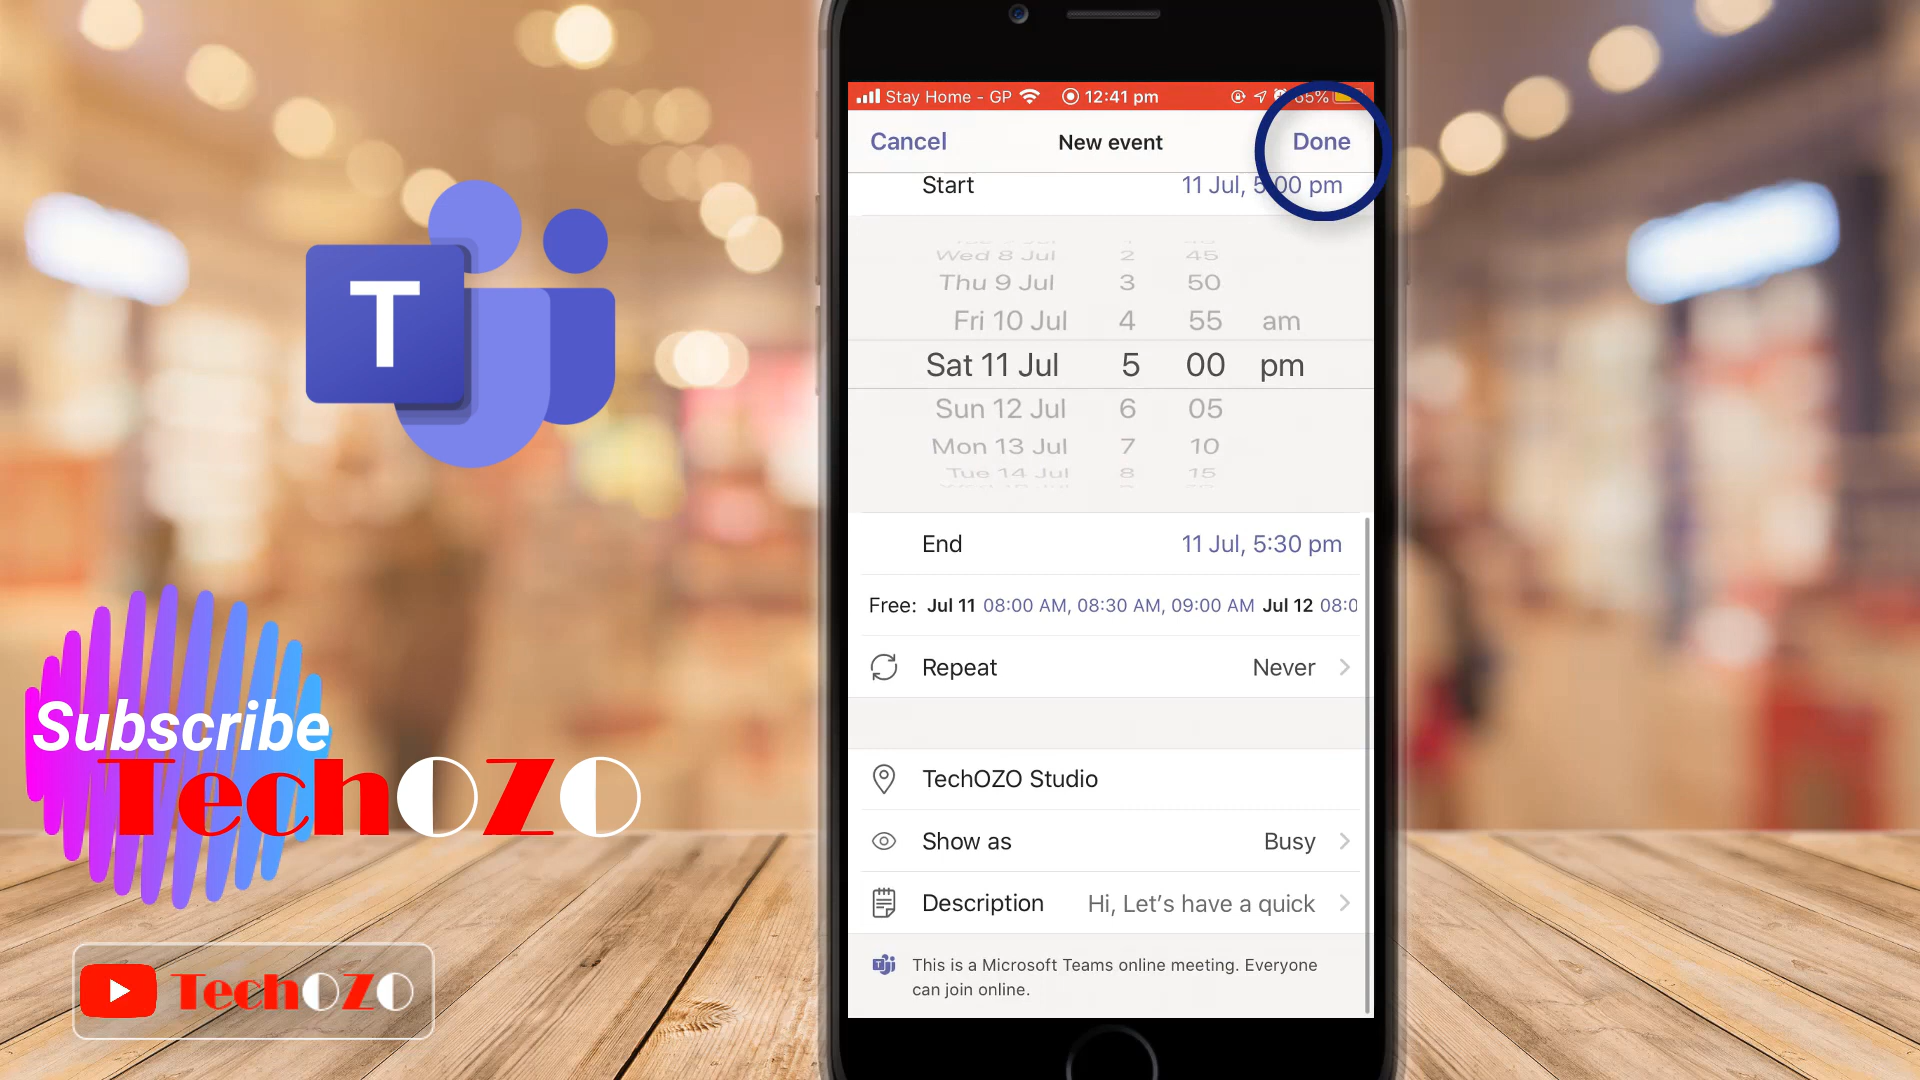 Stay Home - GP 12:41 pm 65%
Cancel New event Done
Start 11 Jul, 5:00 pm
Wed 8 Jul 2 45
Thu 9 Jul 3 50
Fri 10 Jul 4 55 am
Sat 11 Jul 5 00 pm
Sun 12 Jul 6 05
Mon 13 Jul 7 10
Tue 14 Jul 8 15
End 11 Jul, 5:30 pm
Free: Jul 11 08:00 AM, 08:30 AM, 09:00 AM Jul 12 08:0
Repeat Never
TechOZO Studio
Show as Busy
Description Hi, Let's have a quick
This is a Microsoft Teams online meeting. Everyone
can join online.
T
Subscribe
TechOZO
TechOZO